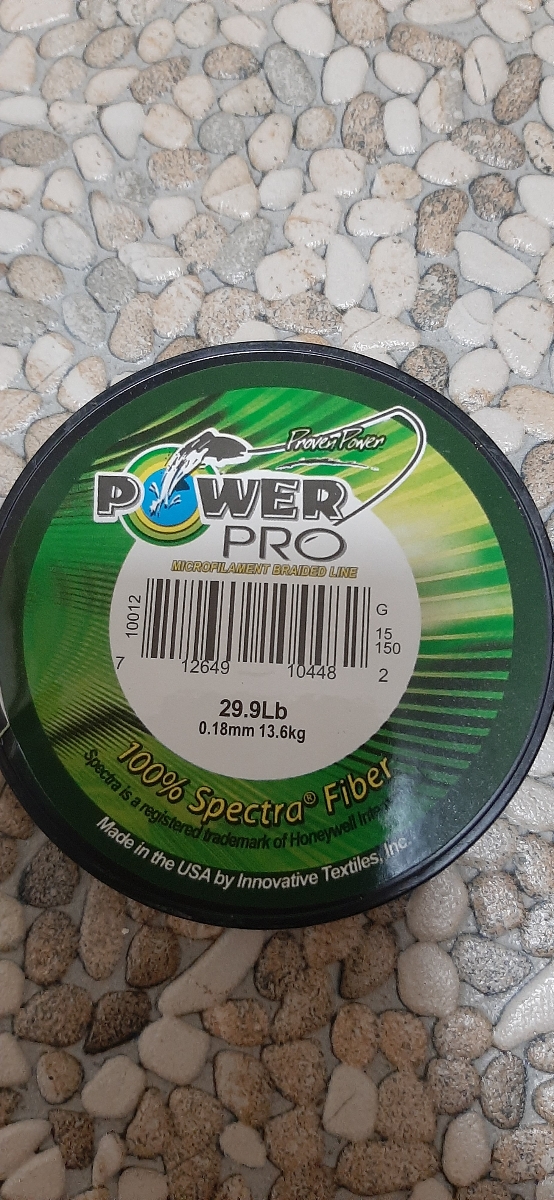 Proven Power
POWER
PRO
MICROFILAMENT BRAIDED LINE
10012
G
15
150
7 12649 10448 2
29.9Lb
0.18mm 13.6kg
100% Spectra® Fiber
Spectra is a registered trademark of Honeywell
Made in the USA by Innovative Textiles, Inc.